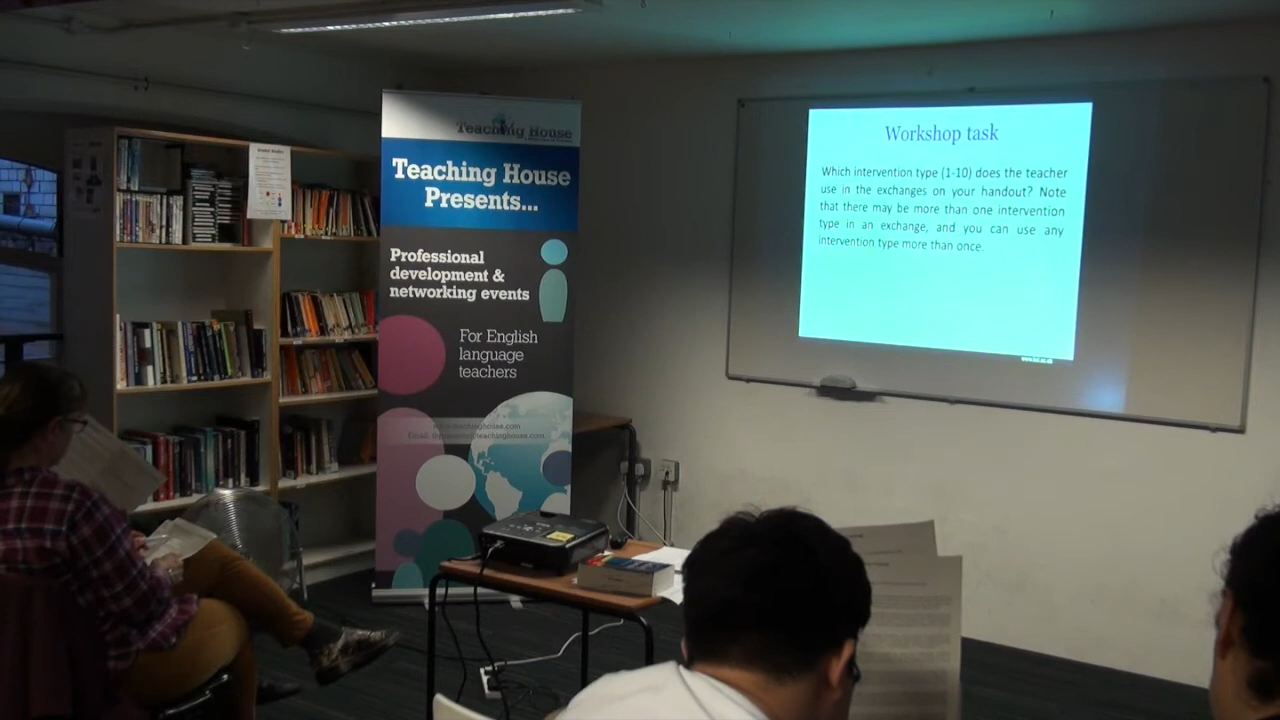 Teaching House
Teaching House
Presents...
Professional
development &
networking events
For English
language
teachers
Workshop task
Which intervention type (1-10) does the teacher
use in the exchanges on your handout? Note
that there may be more than one intervention
type in an exchange, and you can use any
intervention type more than once.